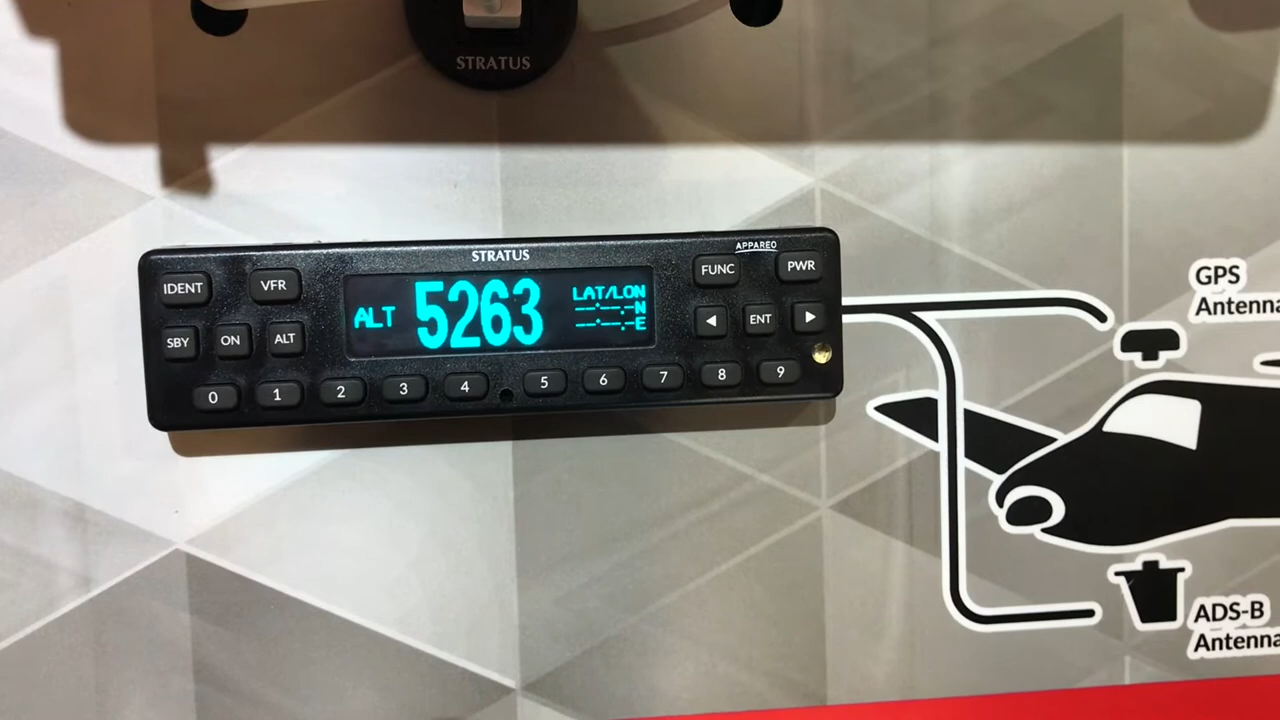 STRATUS
STRATUS
APPAREO
IDENT
VFR
SBY
ON
ALT
ALT
5263
LAT/LON
--°--.-N
--°--.-E
FUNC
PWR
◀
ENT
▶
0
1
2
3
4
5
6
7
8
9
GPS
Antenna
ADS-B
Antenna